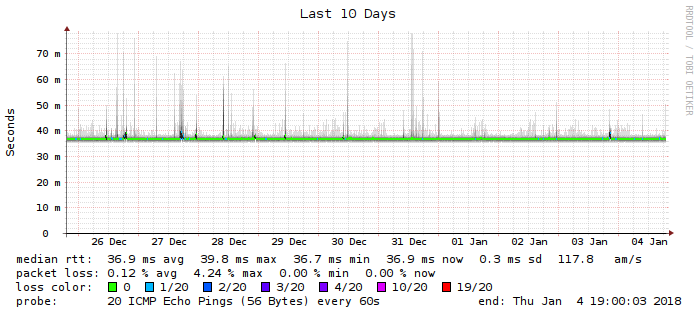 Last 10 Days
RRDTOOL / TOBI OETIKER
Seconds
70 m
60 m
50 m
40 m
30 m
20 m
10 m
0
26 Dec 27 Dec 28 Dec 29 Dec 30 Dec 31 Dec 01 Jan 02 Jan 03 Jan 04 Jan
median rtt: 36.9 ms avg 39.8 ms max 36.7 ms min 36.9 ms now 0.3 ms sd 117.8 am/s
packet loss: 0.12 % avg 4.24 % max 0.00 % min 0.00 % now
loss color: 0 1/20 2/20 3/20 4/20 10/20 19/20
probe: 20 ICMP Echo Pings (56 Bytes) every 60s end: Thu Jan 4 19:00:03 2018